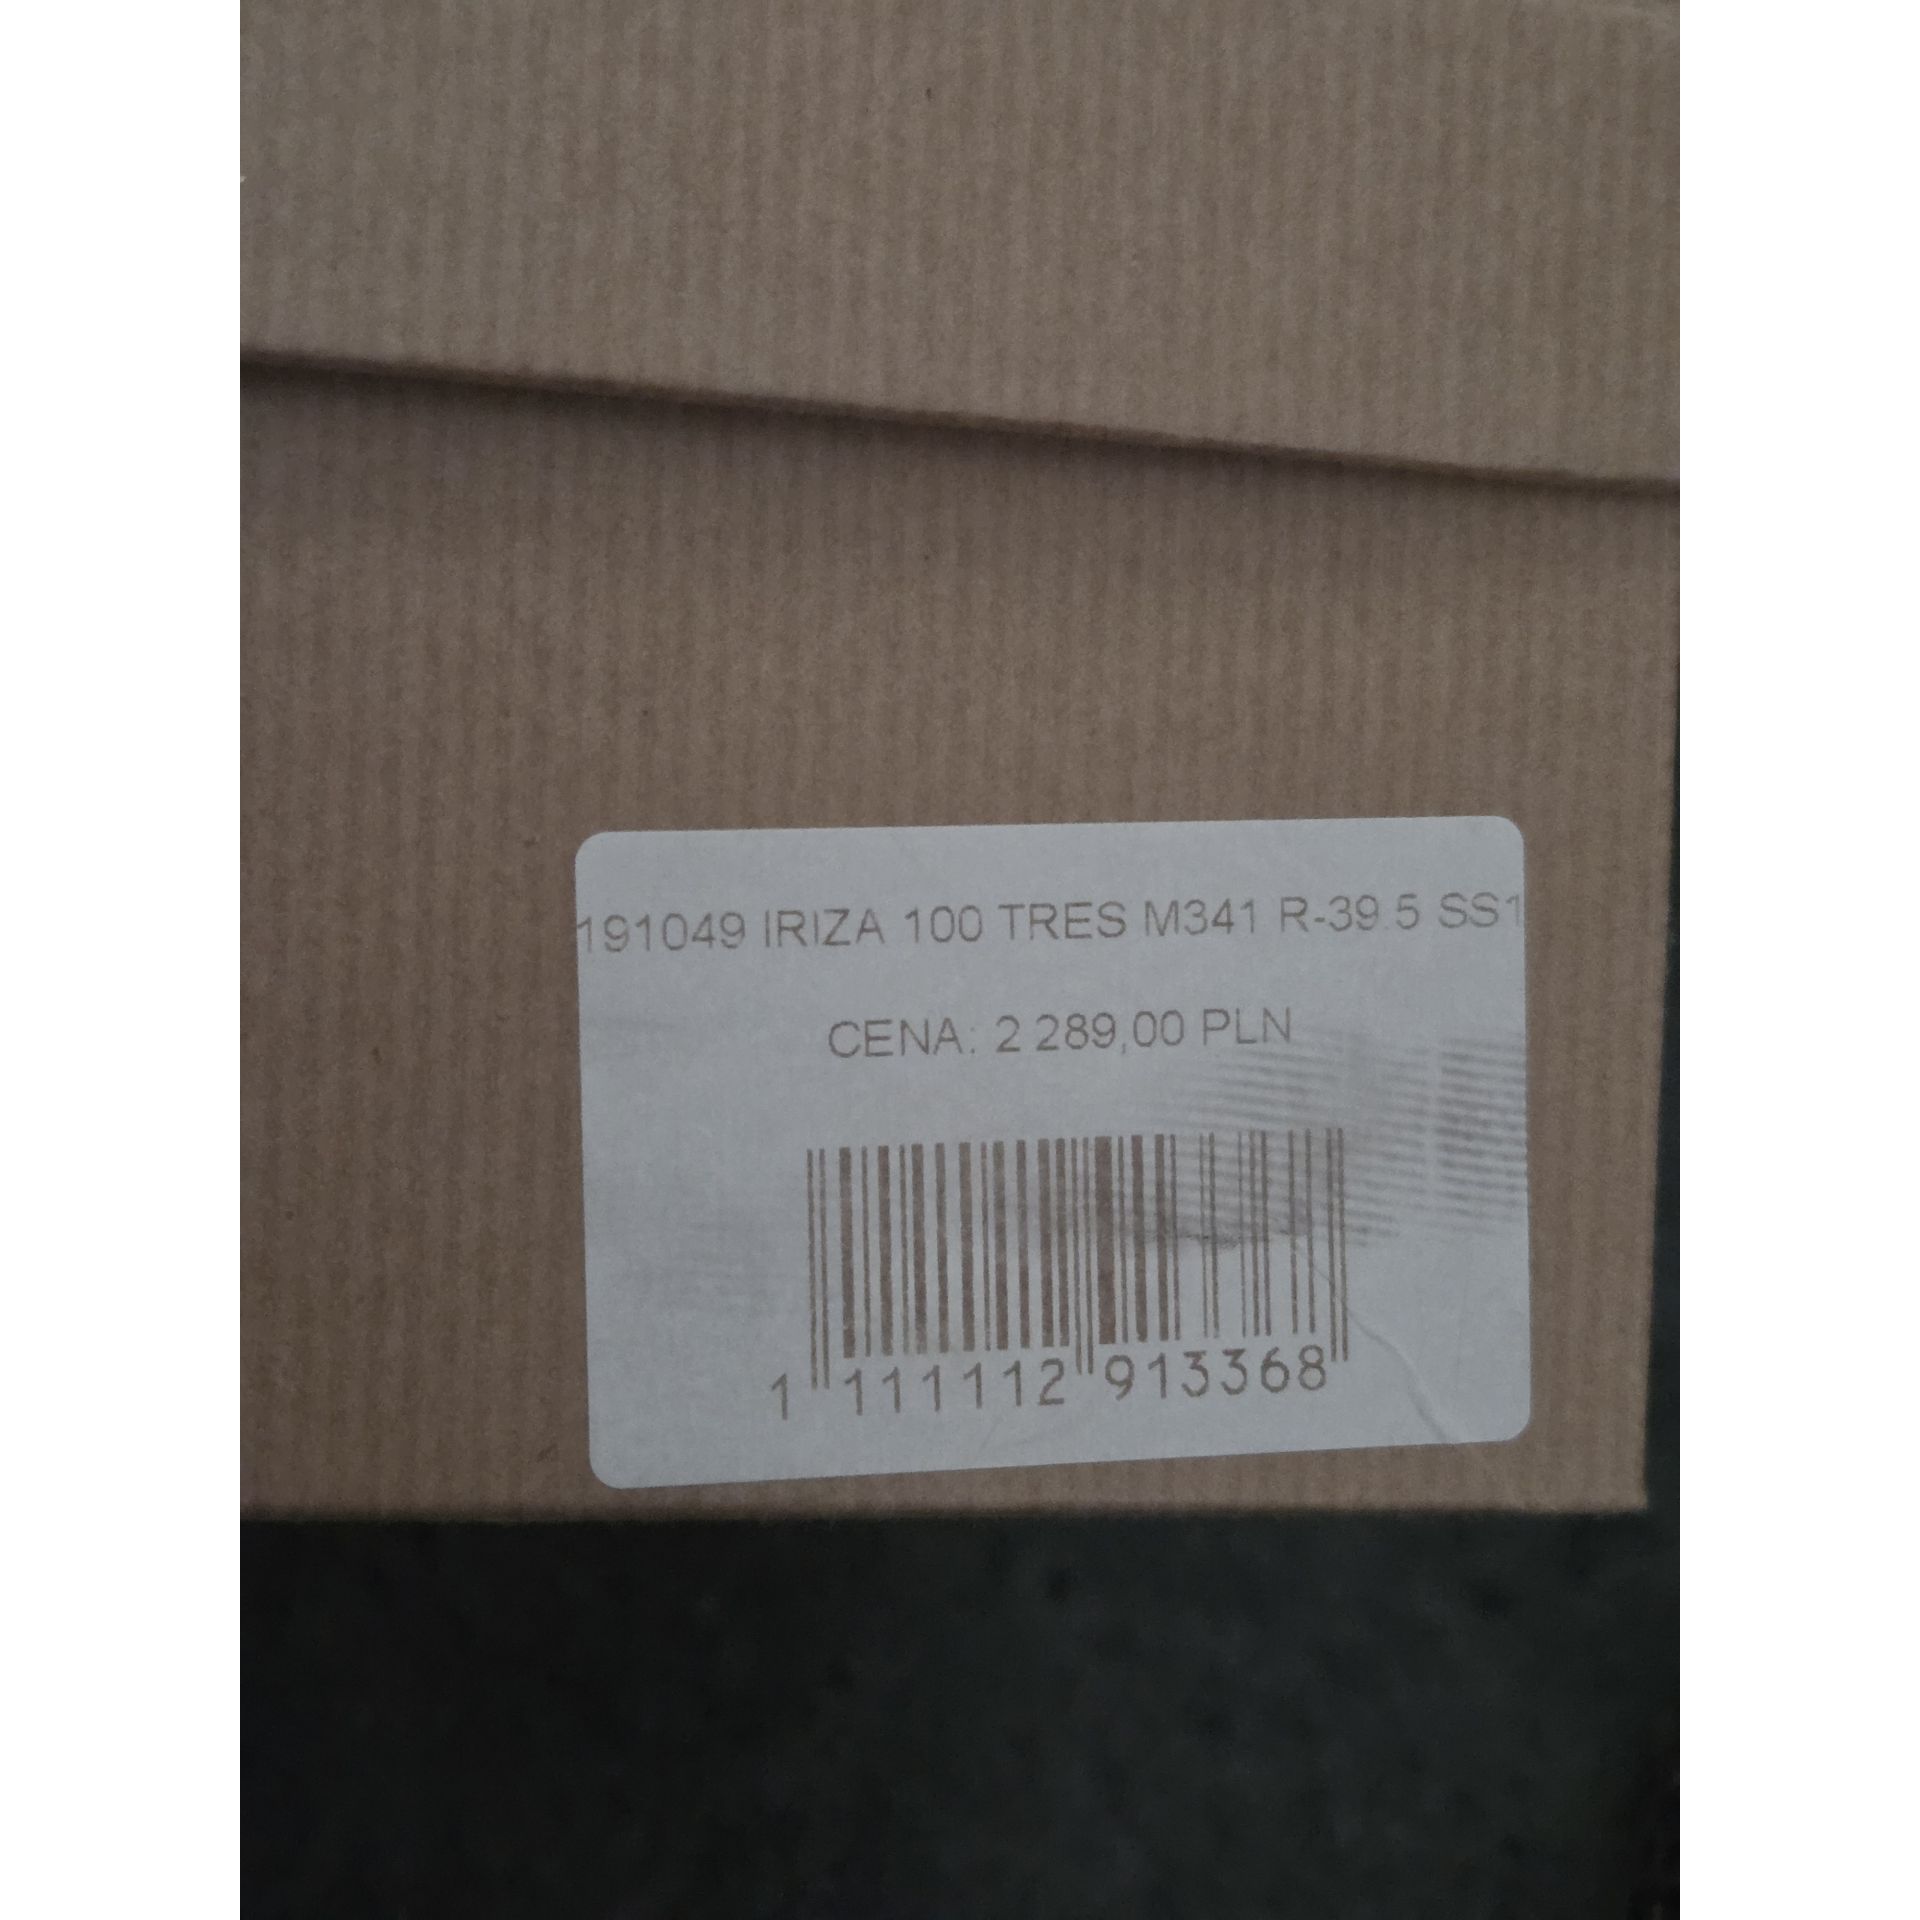 191049 IRIZA 100 TRES M341 R-39.5 SS1
CENA: 2 289,00 PLN
1 111112 913368